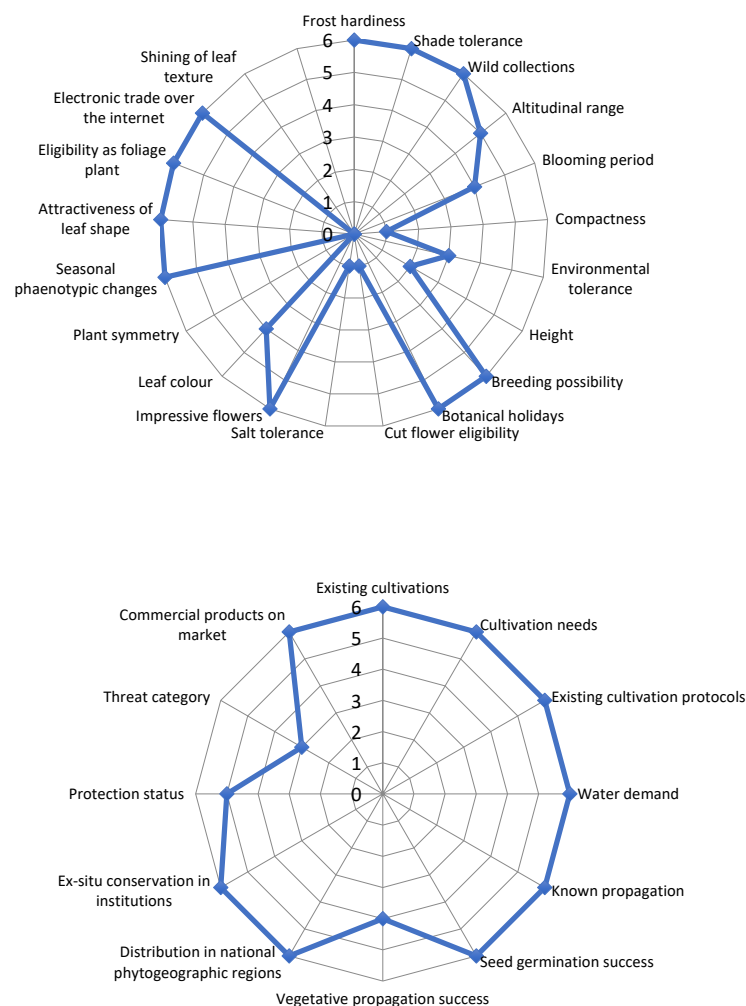 Frost hardiness
6
Shade tolerance
Shining of leaf
texture
5
Wild collections
Electronic trade over
the internet
4
Altitudinal range
3
Eligibility as foliage
plant
2
Blooming period
1
Attractiveness of
leaf shape
0
Compactness
Seasonal
phaenotypic changes
Environmental
tolerance
Plant symmetry
Height
Leaf colour
Breeding possibility
Impressive flowers
Botanical holidays
Salt tolerance
Cut flower eligibility
Existing cultivations
Commercial products on
market
6
Cultivation needs
5
4
Threat category
Existing cultivation protocols
3
2
1
Protection status
0
Water demand
Ex-situ conservation in
institutions
Known propagation
Distribution in national
phytogeographic regions
Seed germination success
Vegetative propagation success